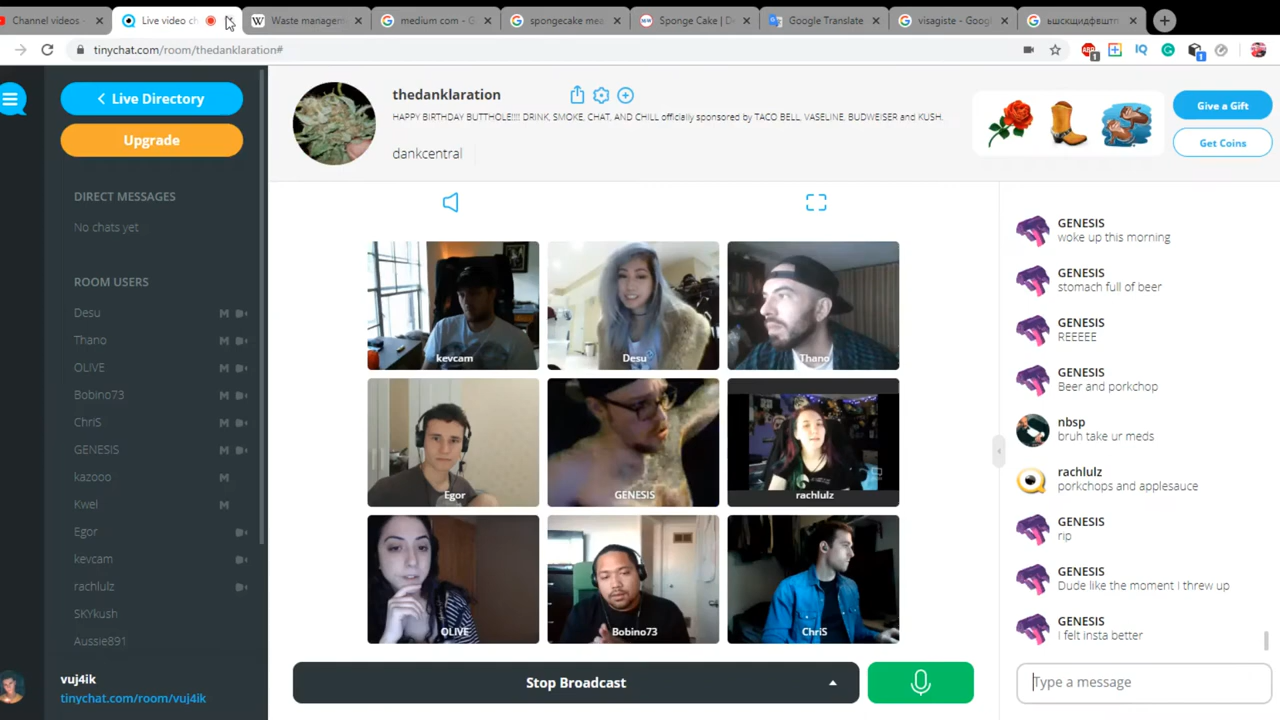 Channel videos -
Live video ch
Waste managem
medium com - G
spongecake mea
Sponge Cake | De
Google Translate
visagiste - Googl
ьшскщидфвштп
tinychat.com/room/thedanklaration#
Live Directory
Upgrade
DIRECT MESSAGES
No chats yet
ROOM USERS
Desu
Thano
OLIVE
Bobino73
ChriS
GENESIS
kazooo
Kwel
Egor
kevcam
rachlulz
SKYkush
Aussie891
vuj4ik
tinychat.com/room/vuj4ik
thedanklaration
HAPPY BIRTHDAY BUTTHOLE!!!! DRINK, SMOKE, CHAT, AND CHILL officially sponsored by TACO BELL, VASELINE, BUDWEISER and KUSH.
dankcentral
Give a Gift
Get Coins
kevcam
Desu
Thano
Egor
GENESIS
rachlulz
OLIVE
Bobino73
ChriS
Stop Broadcast
GENESIS
woke up this morning
GENESIS
stomach full of beer
GENESIS
REEEEE
GENESIS
Beer and porkchop
nbsp
bruh take ur meds
rachlulz
porkchops and applesauce
GENESIS
rip
GENESIS
Dude like the moment I threw up
GENESIS
I felt insta better
Type a message